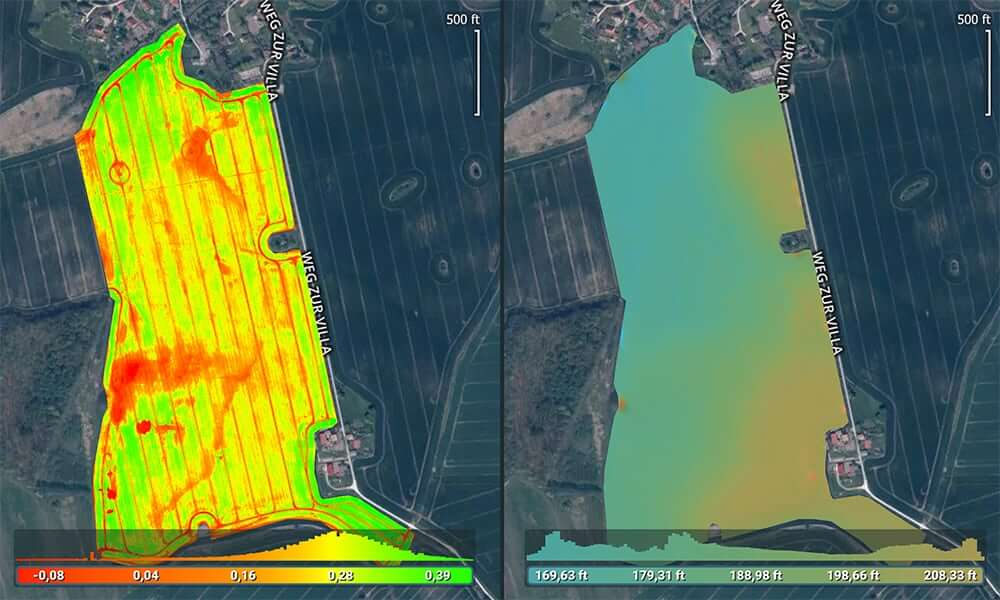 500 ft
WEG ZUR VILLA
WEG-ZUR-VILLA
-0,08 0,04 0,16 0,28 0,39
500 ft
WEG ZUR VILLA
WEG-ZUR-VILLA
169,63 ft 179,31 ft 188,98 ft 198,66 ft 208,33 ft